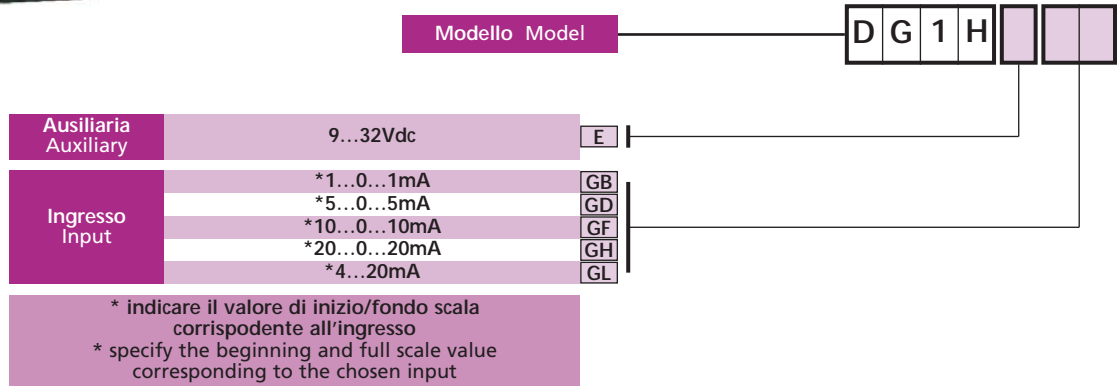 Modello Model
D G 1 H
Ausiliaria
Auxiliary
9...32Vdc
E
Ingresso
Input
*1...0...1mA
GB
*5...0...5mA
GD
*10...0...10mA
GF
*20...0...20mA
GH
*4...20mA
GL
* indicare il valore di inizio/fondo scala
corrispodente all'ingresso
* specify the beginning and full scale value
corresponding to the chosen input